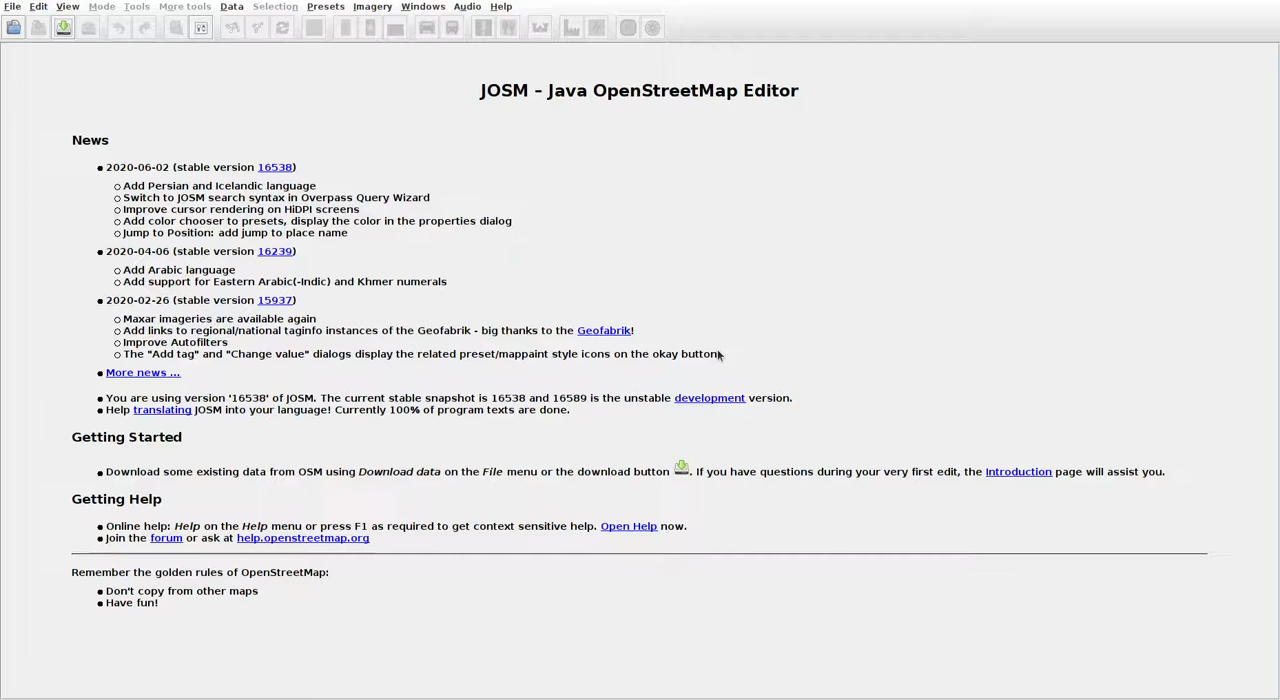 File Edit View Mode Tools More tools Data Selection Presets Imagery Windows Audio Help
JOSM – Java OpenStreetMap Editor
News
2020-06-02 (stable version 16538)
Add Persian and Icelandic language
Switch to JOSM search syntax in Overpass Query Wizard
Improve cursor rendering on HiDPI screens
Add color chooser to presets, display the color in the properties dialog
Jump to Position: add jump to place name
2020-04-06 (stable version 16239)
Add Arabic language
Add support for Eastern Arabic(-Indic) and Khmer numerals
2020-02-26 (stable version 15937)
Maxar imageries are available again
Add links to regional/national taginfo instances of the Geofabrik - big thanks to the Geofabrik!
Improve Autofilters
The "Add tag" and "Change value" dialogs display the related preset/mappaint style icons on the okay button
More news ...
You are using version '16538' of JOSM. The current stable snapshot is 16538 and 16589 is the unstable development version.
Help translating JOSM into your language! Currently 100% of program texts are done.
Getting Started
Download some existing data from OSM using Download data on the File menu or the download button . If you have questions during your very first edit, the Introduction page will assist you.
Getting Help
Online help: Help on the Help menu or press F1 as required to get context sensitive help. Open Help now.
Join the forum or ask at help.openstreetmap.org
Remember the golden rules of OpenStreetMap:
Don't copy from other maps
Have fun!